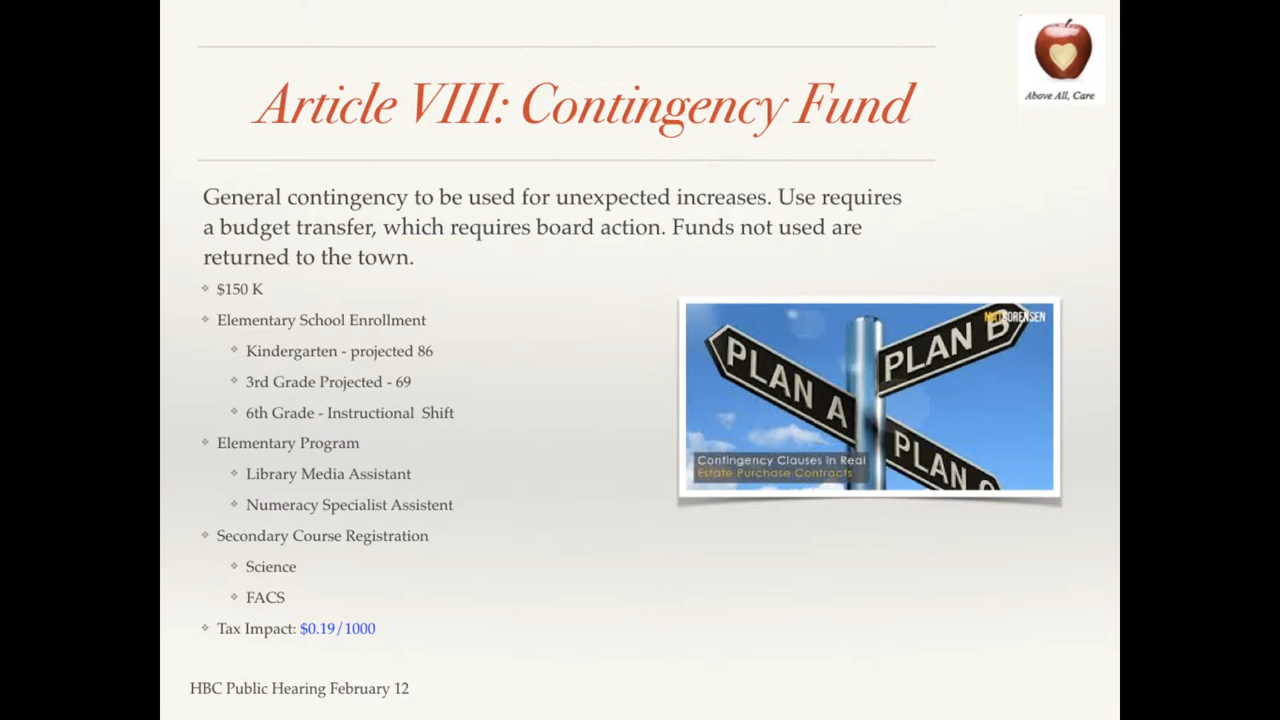 Above All, Care
Article VIII: Contingency Fund
General contingency to be used for unexpected increases. Use requires
a budget transfer, which requires board action. Funds not used are
returned to the town.
$150 K
Elementary School Enrollment
Kindergarten - projected 86
3rd Grade Projected - 69
6th Grade - Instructional Shift
Elementary Program
Library Media Assistant
Numeracy Specialist Assistent
Secondary Course Registration
Science
FACS
Tax Impact: $0.19/1000
SORENSEN
PLAN A
PLAN B
PLAN
Contingency Clauses in Real
Estate Purchase Contracts
HBC Public Hearing February 12